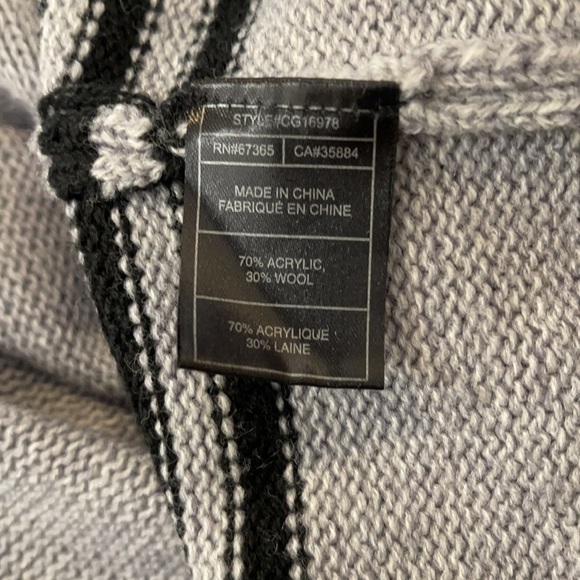 STYLE#CG16978
RN#67365 CA#35884
MADE IN CHINA
FABRIQUÉ EN CHINE
70% ACRYLIC,
30% WOOL
70% ACRYLIQUE
30% LAINE